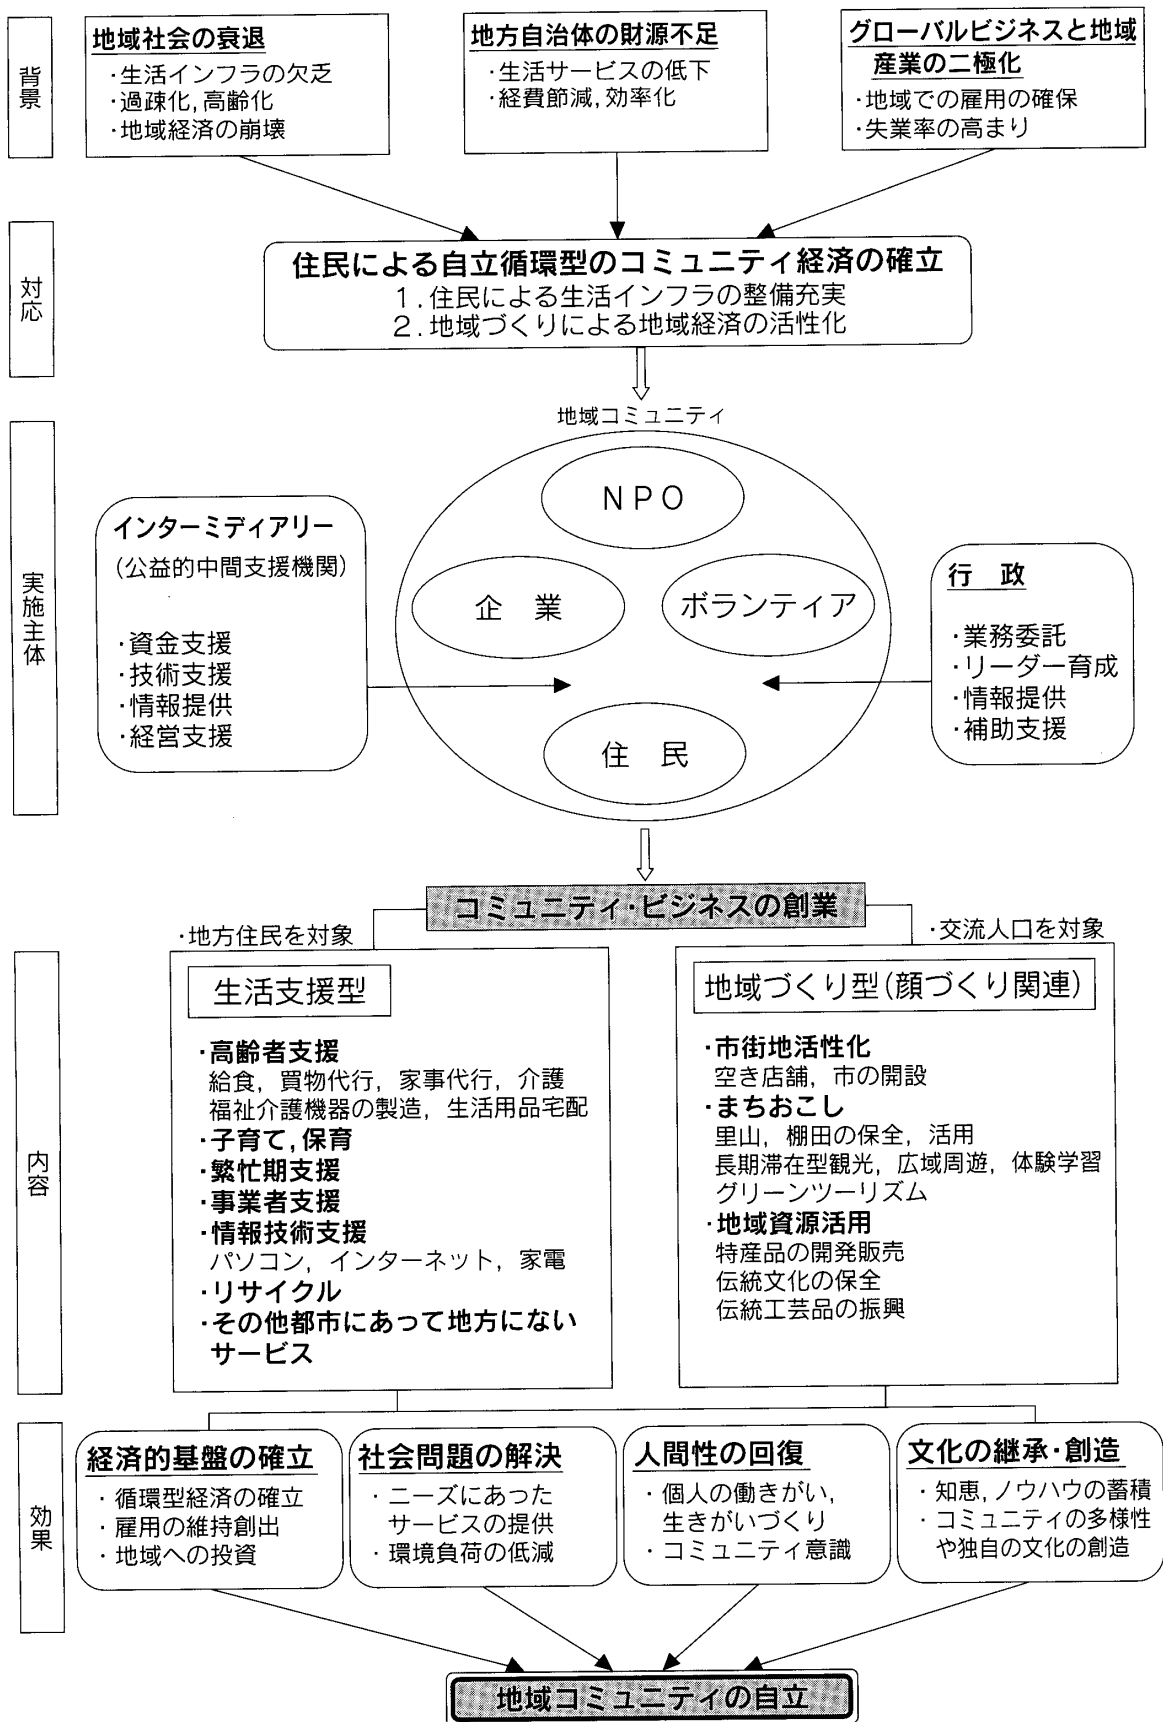 背景
地域社会の衰退
・生活インフラの欠乏
・過疎化,高齢化
・地域経済の崩壊
地方自治体の財源不足
・生活サービスの低下
・経費節減,効率化
グローバルビジネスと地域
産業の二極化
・地域での雇用の確保
・失業率の高まり
対応
住民による自立循環型のコミュニティ経済の確立
1.住民による生活インフラの整備充実
2.地域づくりによる地域経済の活性化
実施主体
地域コミュニティ
NPO
企 業
ボランティア
住 民
インターミディアリー
(公益的中間支援機関)
・資金支援
・技術支援
・情報提供
・経営支援
行 政
・業務委託
・リーダー育成
・情報提供
・補助支援
コミュニティ・ビジネスの創業
内容
・地方住民を対象
生活支援型
・高齢者支援
給食,買物代行,家事代行,介護
福祉介護機器の製造,生活用品宅配
・子育て,保育
・繁忙期支援
・事業者支援
・情報技術支援
パソコン,インターネット,家電
・リサイクル
・その他都市にあって地方にない
サービス
・交流人口を対象
地域づくり型(顔づくり関連)
・市街地活性化
空き店舗,市の開設
・まちおこし
里山,棚田の保全,活用
長期滞在型観光,広域周遊,体験学習
グリーンツーリズム
・地域資源活用
特産品の開発販売
伝統文化の保全
伝統工芸品の振興
効果
経済的基盤の確立
・循環型経済の確立
・雇用の維持創出
・地域への投資
社会問題の解決
・ニーズにあった
サービスの提供
・環境負荷の低減
人間性の回復
・個人の働きがい,
生きがいづくり
・コミュニティ意識
文化の継承・創造
・知恵,ノウハウの蓄積
・コミュニティの多様性
や独自の文化の創造
地域コミュニティの自立